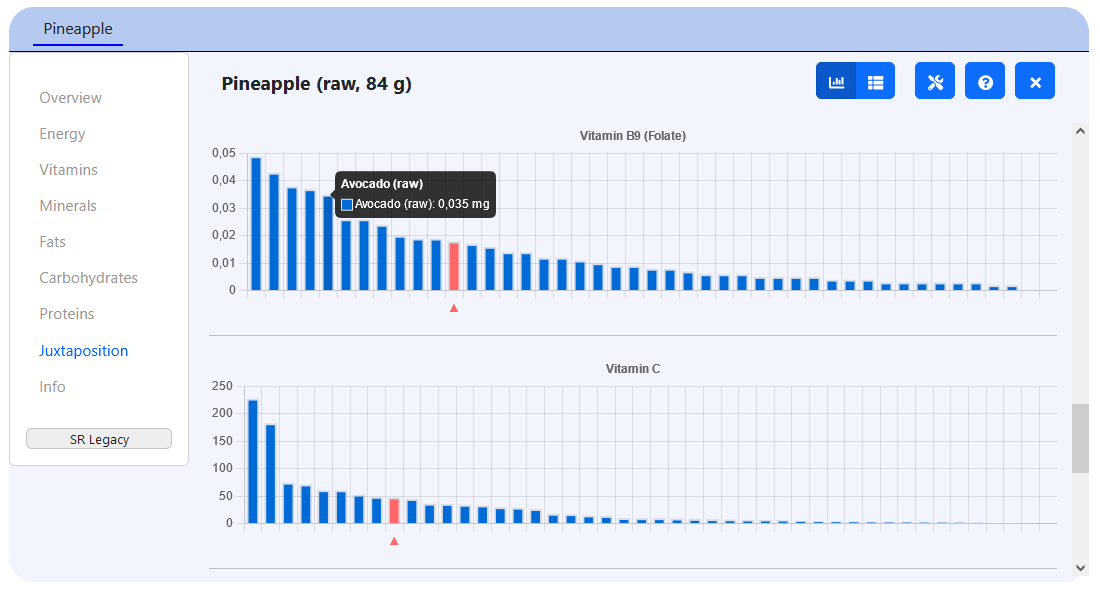 Pineapple
Overview
Energy
Vitamins
Minerals
Fats
Carbohydrates
Proteins
Juxtaposition
Info
SR Legacy
Pineapple (raw, 84 g)
Vitamin B9 (Folate)
0,05
0,04
0,03
0,02
0,01
0
Avocado (raw)
Avocado (raw): 0,035 mg
Vitamin C
250
200
150
100
50
0